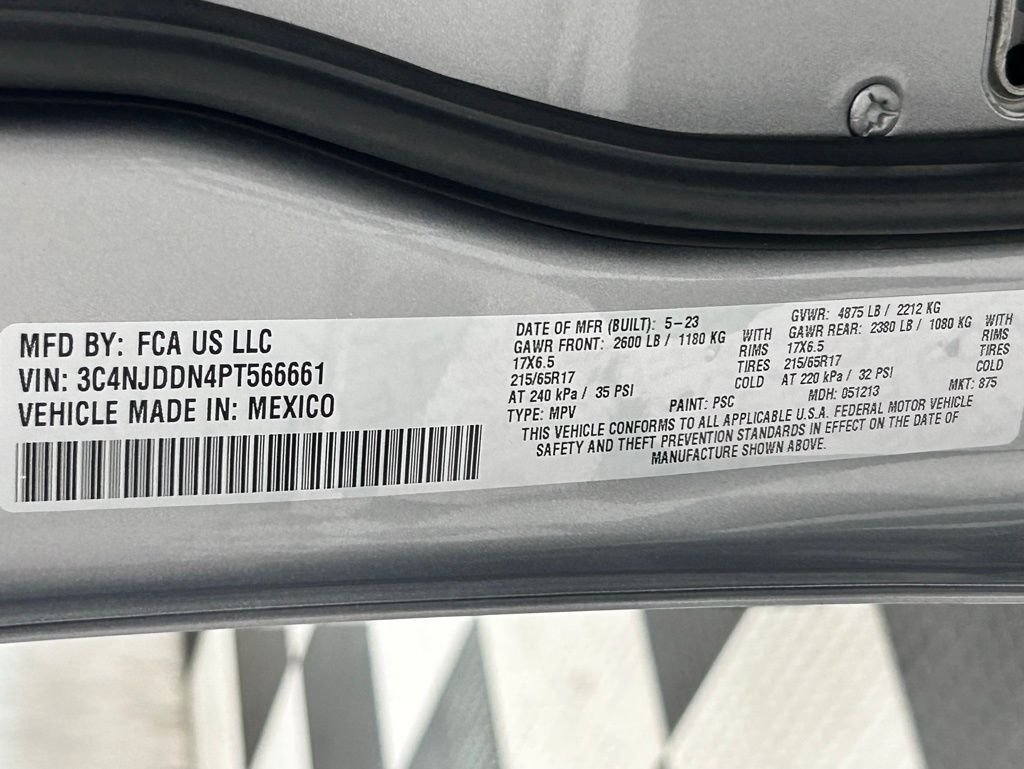 MFD BY: FCA US LLC
VIN: 3C4NJDDN4PT566661
VEHICLE MADE IN: MEXICO
DATE OF MFR (BUILT): 5-23
GAWR FRONT: 2600 LB / 1180 KG WITH
17X6.5 RIMS
215/65R17 TIRES
AT 240 kPa / 35 PSI COLD
GVWR: 4875 LB / 2212 KG
GAWR REAR: 2380 LB / 1080 KG WITH
17X6.5 RIMS
215/65R17 TIRES
AT 220 kPa / 32 PSI COLD
TYPE: MPV PAINT: PSC MDH: 051213 MKT: 875
THIS VEHICLE CONFORMS TO ALL APPLICABLE U.S.A. FEDERAL MOTOR VEHICLE
SAFETY AND THEFT PREVENTION STANDARDS IN EFFECT ON THE DATE OF
MANUFACTURE SHOWN ABOVE.